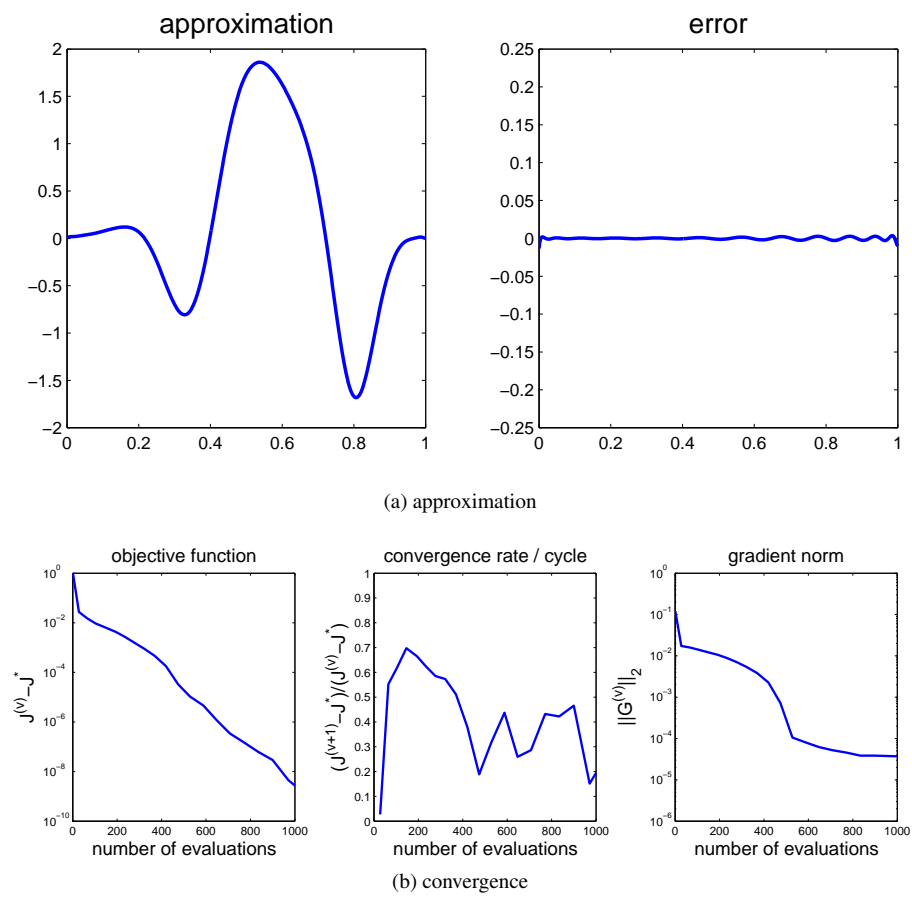 approximation
error
2
1.5
1
0.5
0
−0.5
−1
−1.5
−2
0 0.2 0.4 0.6 0.8 1
0.25
0.2
0.15
0.1
0.05
0
−0.05
−0.1
−0.15
−0.2
−0.25
0 0.2 0.4 0.6 0.8 1
(a) approximation
objective function
10^0
10^−2
10^−4
10^−6
10^−8
10^−10
J^(ν)−J^*
0 200 400 600 800 1000
number of evaluations
convergence rate / cycle
1
0.9
0.8
0.7
0.6
0.5
0.4
0.3
0.2
0.1
0
(J^(ν+1)−J^*)/(J^(ν)−J^*)
0 200 400 600 800 1000
number of evaluations
gradient norm
10^0
10^−1
10^−2
10^−3
10^−4
10^−5
10^−6
||G^(ν)||_2
0 200 400 600 800 1000
number of evaluations
(b) convergence